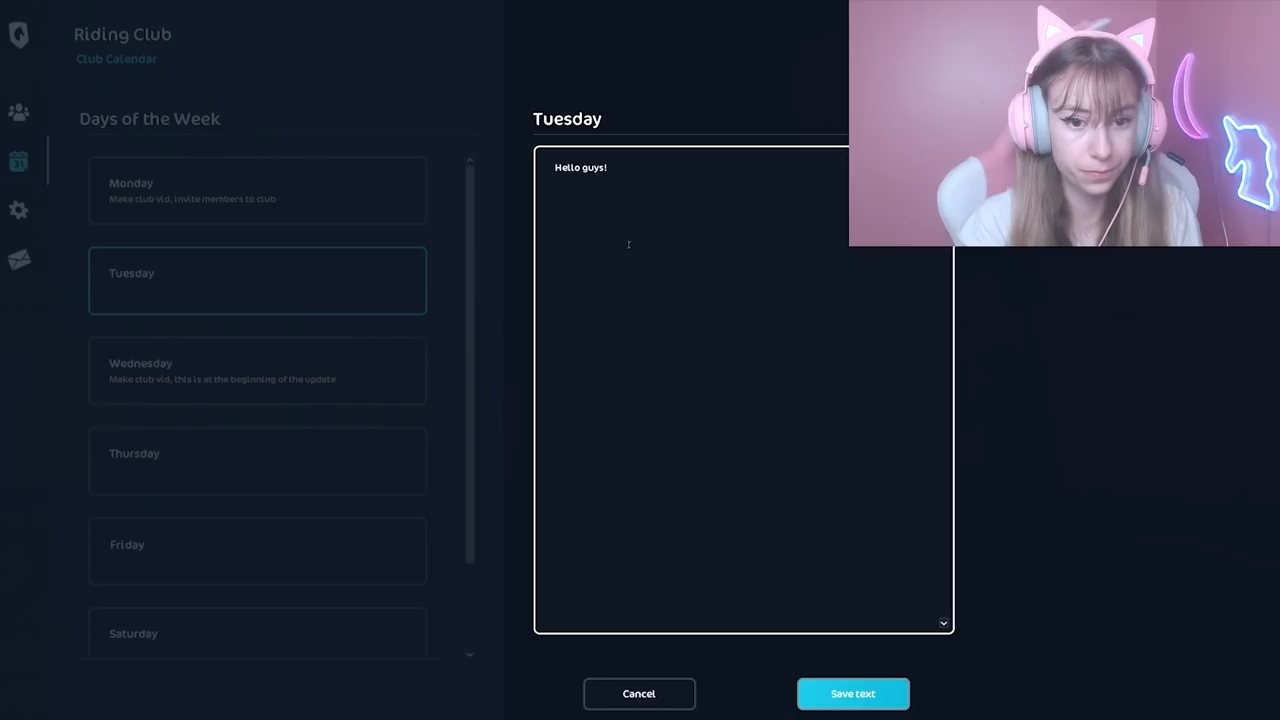 Riding Club
Club Calendar
Days of the Week
Monday
Make club vid, Invite members to club
Tuesday
Wednesday
Make club vid, this is at the beginning of the update
Thursday
Friday
Saturday
Tuesday
Hello guys!
Cancel
Save text
31